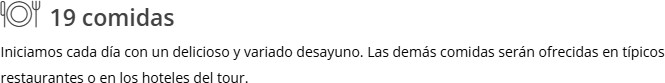 19 comidas
Iniciamos cada día con un delicioso y variado desayuno. Las demás comidas serán ofrecidas en típicos
restaurantes o en los hoteles del tour.